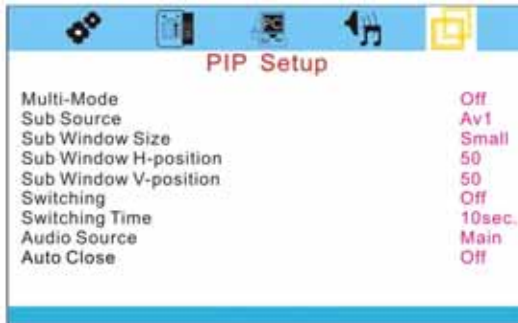 PC
PIP Setup
Multi-Mode Off
Sub Source Av1
Sub Window Size Small
Sub Window H-position 50
Sub Window V-position 50
Switching Off
Switching Time 10sec.
Audio Source Main
Auto Close Off